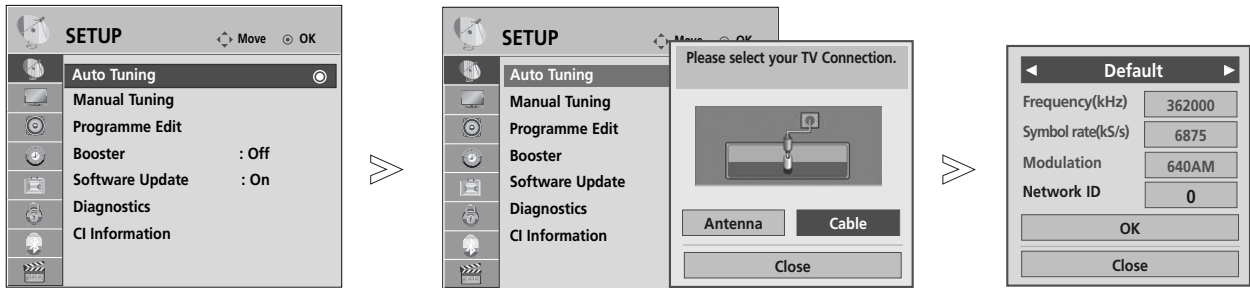 SETUP
Move OK
Auto Tuning
Manual Tuning
Programme Edit
Booster : Off
Software Update : On
Diagnostics
CI Information
SETUP
Move OK
Auto Tuning
Manual Tuning
Programme Edit
Booster
Software Update
Diagnostics
CI Information
Please select your TV Connection.
Antenna Cable
Close
Default
Frequency(kHz) 362000
Symbol rate(kS/s) 6875
Modulation 640AM
Network ID 0
OK
Close